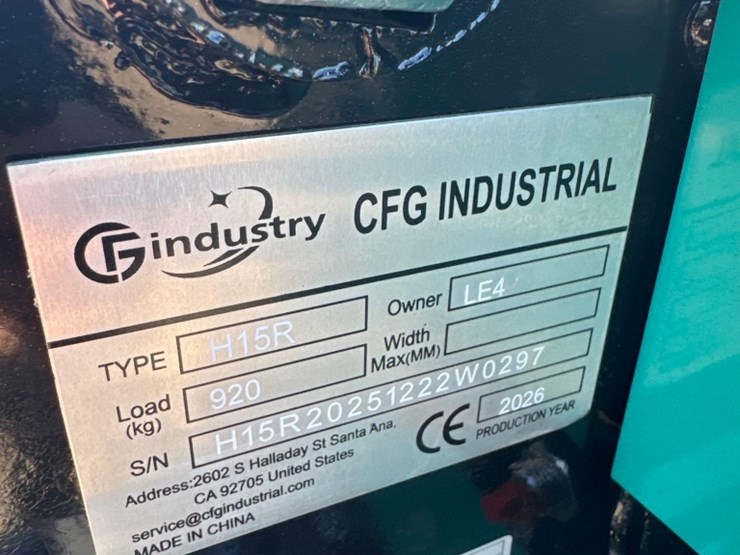 CFindustry CFG INDUSTRIAL
TYPE H15R Owner LE4
Load (kg) 920 Width Max(MM)
S/N H15R20251222W0297
Address:2602 S Halladay St Santa Ana,
CA 92705 United States
CE 2026
PRODUCTION YEAR
service@cfgindustrial.com
MADE IN CHINA